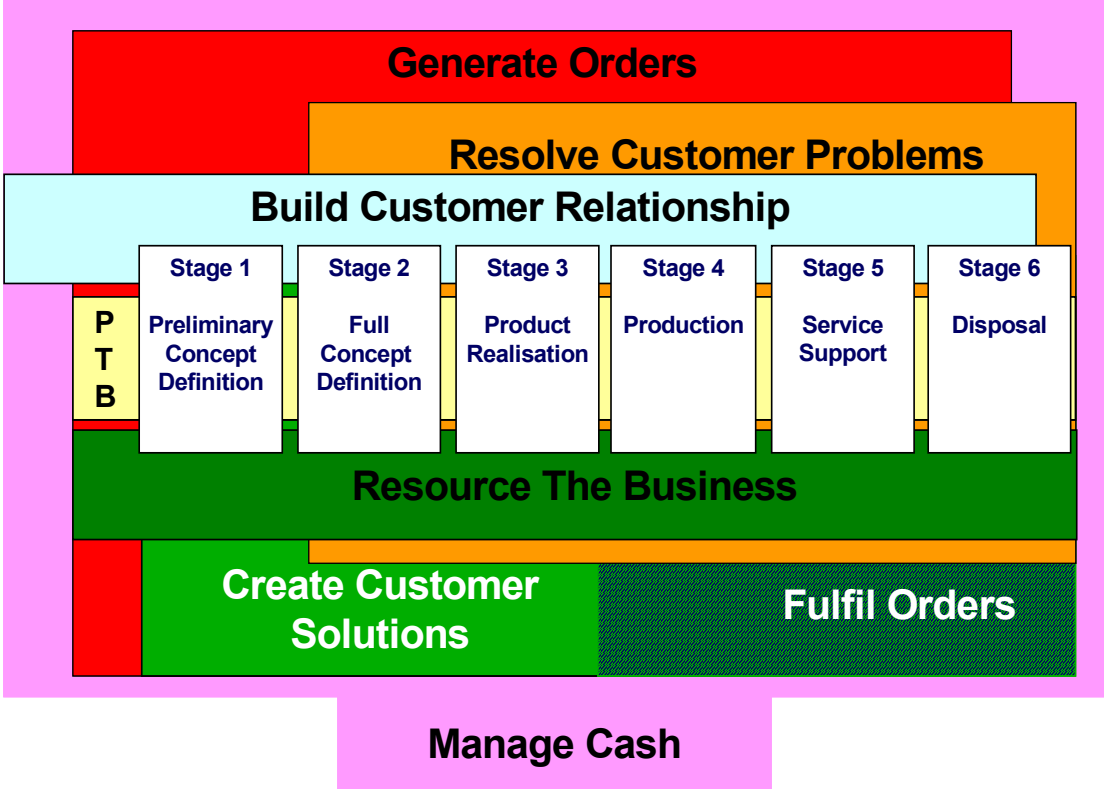 Generate Orders
Resolve Customer Problems
Build Customer Relationship
P
T
B
Stage 1
Preliminary
Concept
Definition
Stage 2
Full
Concept
Definition
Stage 3
Product
Realisation
Stage 4
Production
Stage 5
Service
Support
Stage 6
Disposal
Resource The Business
Create Customer
Solutions
Fulfil Orders
Manage Cash